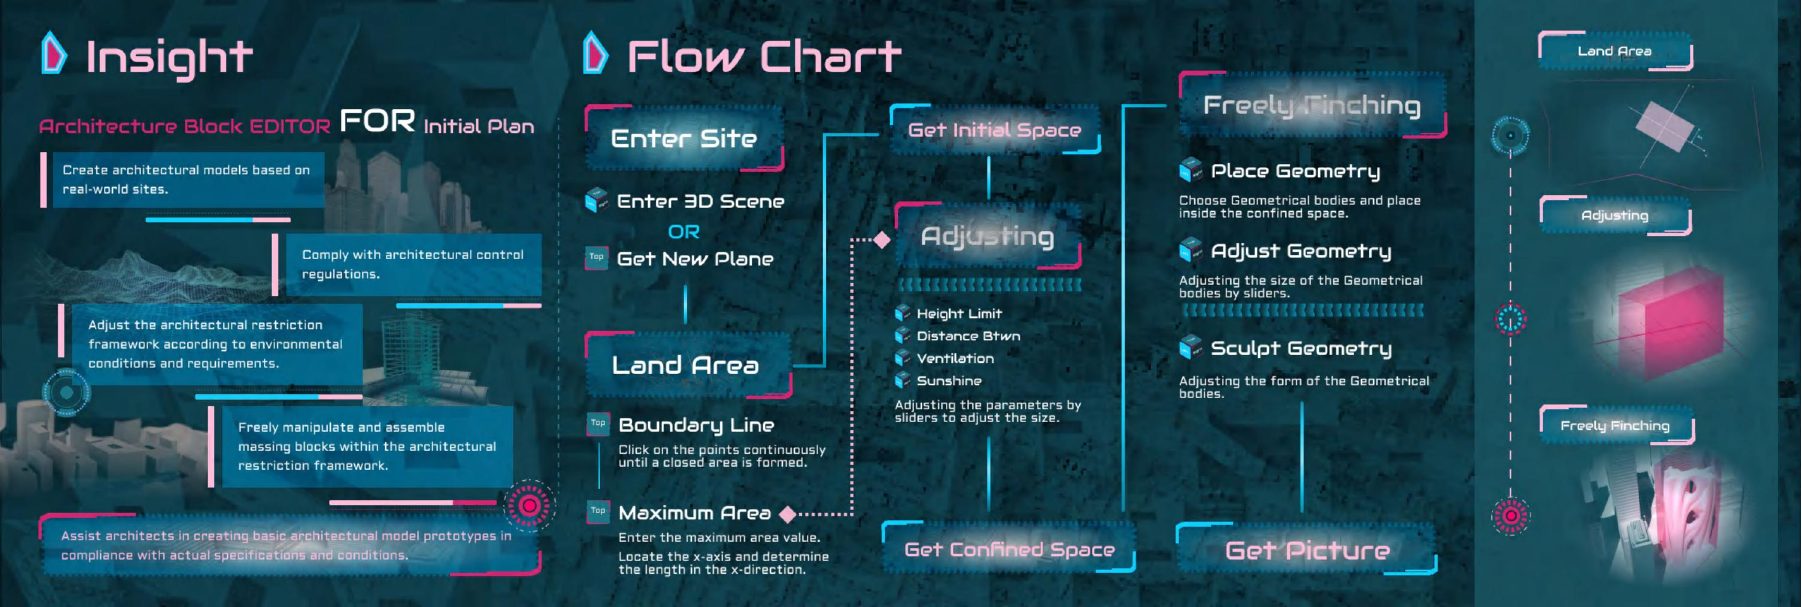 Insight
Architecture Block EDITOR FOR Initial Plan
Create architectural models based on
real-world sites.
Comply with architectural control
regulations.
Adjust the architectural restriction
framework according to environmental
conditions and requirements.
Freely manipulate and assemble
massing blocks within the architectural
restriction framework.
Assist architects in creating basic architectural model prototypes in
compliance with actual specifications and conditions.
Flow Chart
Enter Site
Enter 3D Scene
OR
Top
Get New Plane
Land Area
Top
Boundary Line
Click on the points continuously
until a closed area is formed.
Top
Maximum Area
Enter the maximum area value.
Locate the x-axis and determine
the length in the x-direction.
Get Initial Space
Adjusting
Height Limit
Distance Btwn
Ventilation
Sunshine
Adjusting the parameters by
sliders to adjust the size.
Get Confined Space
Freely Finching
Place Geometry
Choose Geometrical bodies and place
inside the confined space.
Adjust Geometry
Adjusting the size of the Geometrical
bodies by sliders.
Sculpt Geometry
Adjusting the form of the Geometrical
bodies.
Get Picture
Land Area
Adjusting
Freely Finching